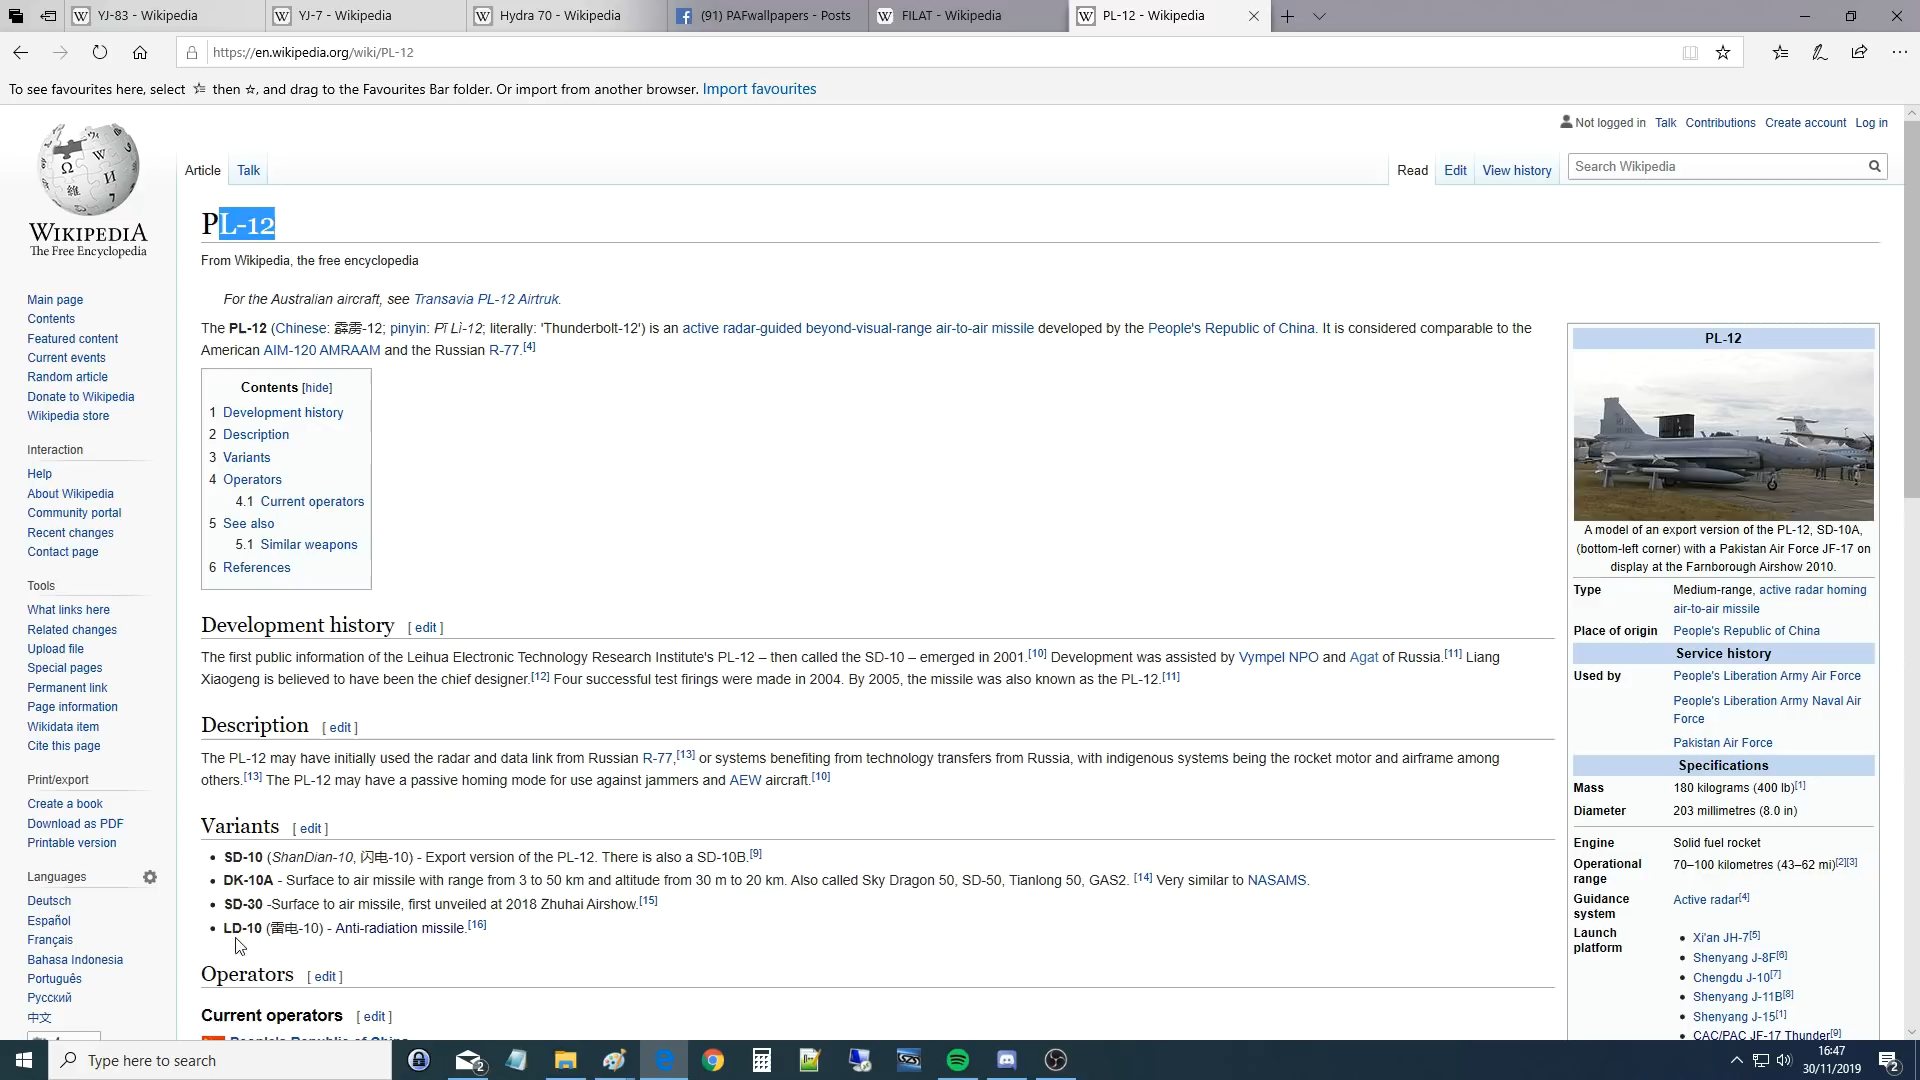 YJ-83 - Wikipedia
YJ-7 - Wikipedia
Hydra 70 - Wikipedia
(91) PAFwallpapers - Posts
FILAT - Wikipedia
PL-12 - Wikipedia
https://en.wikipedia.org/wiki/PL-12
To see favourites here, select ☆ then ☆, and drag to the Favourites Bar folder. Or import from another browser. Import favourites
Not logged in Talk Contributions Create account Log in
Article Talk
Read Edit View history
Search Wikipedia
WIKIPEDIA
The Free Encyclopedia
Main page
Contents
Featured content
Current events
Random article
Donate to Wikipedia
Wikipedia store
Interaction
Help
About Wikipedia
Community portal
Recent changes
Contact page
Tools
What links here
Related changes
Upload file
Special pages
Permanent link
Page information
Wikidata item
Cite this page
Print/export
Create a book
Download as PDF
Printable version
Languages
Deutsch
Español
Français
Bahasa Indonesia
Português
Русский
中文
PL-12
From Wikipedia, the free encyclopedia
For the Australian aircraft, see Transavia PL-12 Airtruk.
The PL-12 (Chinese: 霹雳-12; pinyin: Pī Lì-12; literally: 'Thunderbolt-12') is an active radar-guided beyond-visual-range air-to-air missile developed by the People's Republic of China. It is considered comparable to the
American AIM-120 AMRAAM and the Russian R-77.[4]
Contents [hide]
1 Development history
2 Description
3 Variants
4 Operators
4.1 Current operators
5 See also
5.1 Similar weapons
6 References
Development history [ edit ]
The first public information of the Leihua Electronic Technology Research Institute's PL-12 – then called the SD-10 – emerged in 2001.[10] Development was assisted by Vympel NPO and Agat of Russia.[11] Liang
Xiaogeng is believed to have been the chief designer.[12] Four successful test firings were made in 2004. By 2005, the missile was also known as the PL-12.[11]
Description [ edit ]
The PL-12 may have initially used the radar and data link from Russian R-77,[13] or systems benefiting from technology transfers from Russia, with indigenous systems being the rocket motor and airframe among
others.[13] The PL-12 may have a passive homing mode for use against jammers and AEW aircraft.[10]
Variants [ edit ]
• SD-10 (ShanDian-10, 闪电-10) - Export version of the PL-12. There is also a SD-10B.[9]
• DK-10A - Surface to air missile with range from 3 to 50 km and altitude from 30 m to 20 km. Also called Sky Dragon 50, SD-50, Tianlong 50, GAS2. [14] Very similar to NASAMS.
• SD-30 -Surface to air missile, first unveiled at 2018 Zhuhai Airshow.[15]
• LD-10 (雷电-10) - Anti-radiation missile.[16]
Operators [ edit ]
Current operators [ edit ]
People's Republic of China
PL-12
A model of an export version of the PL-12, SD-10A,
(bottom-left corner) with a Pakistan Air Force JF-17 on
display at the Farnborough Airshow 2010.
Type Medium-range, active radar homing
air-to-air missile
Place of origin People's Republic of China
Service history
Used by People's Liberation Army Air Force
People's Liberation Army Naval Air
Force
Pakistan Air Force
Specifications
Mass 180 kilograms (400 lb)[1]
Diameter 203 millimetres (8.0 in)
Engine Solid fuel rocket
Operational 70–100 kilometres (43–62 mi)[2][3]
range
Guidance Active radar[4]
system
Launch
platform
• Xi'an JH-7[5]
• Shenyang J-8F[6]
• Chengdu J-10[7]
• Shenyang J-11B[8]
• Shenyang J-15[1]
• CAC/PAC JF-17 Thunder[9]
Type here to search
2
16:47
30/11/2019
2